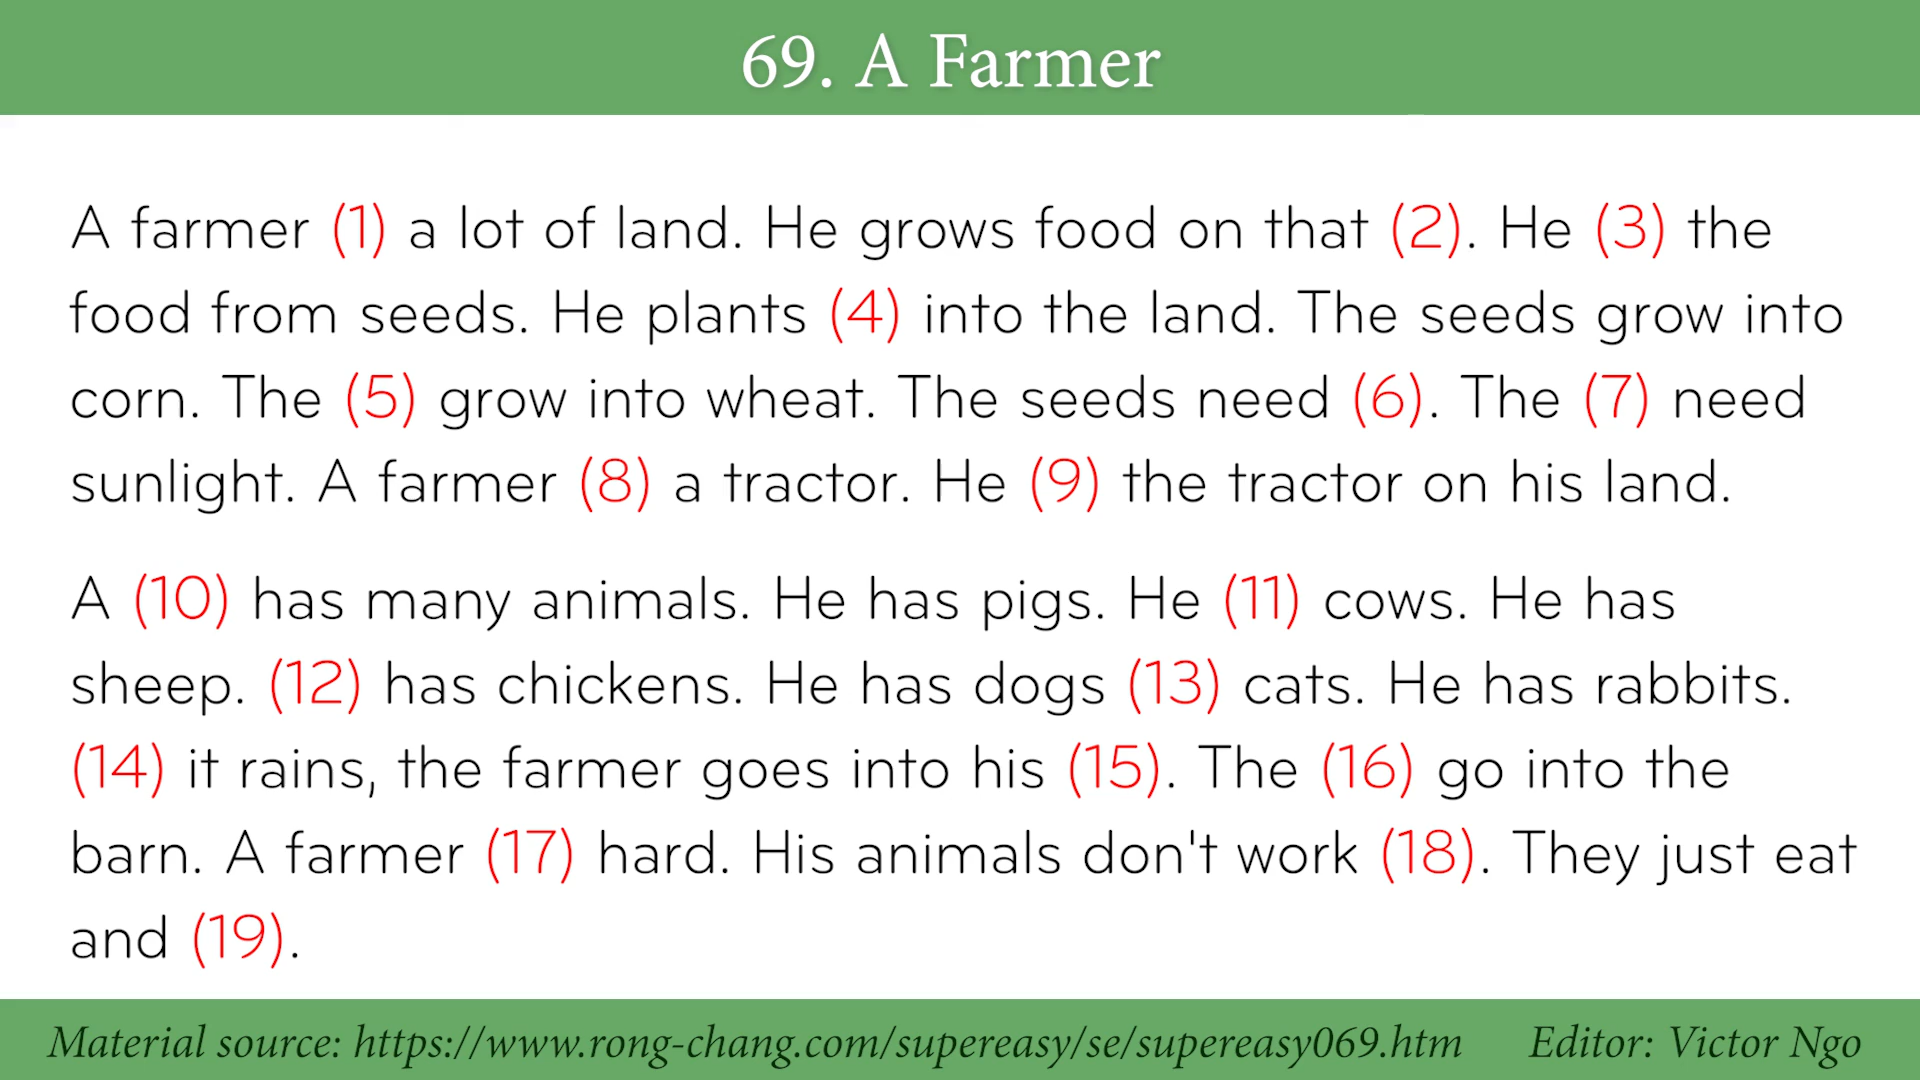 69. A Farmer
A farmer (1) a lot of land. He grows food on that (2). He (3) the
food from seeds. He plants (4) into the land. The seeds grow into
corn. The (5) grow into wheat. The seeds need (6). The (7) need
sunlight. A farmer (8) a tractor. He (9) the tractor on his land.
A (10) has many animals. He has pigs. He (11) cows. He has
sheep. (12) has chickens. He has dogs (13) cats. He has rabbits.
(14) it rains, the farmer goes into his (15). The (16) go into the
barn. A farmer (17) hard. His animals don't work (18). They just eat
and (19).
Material source: https://www.rong-chang.com/supereasy/se/supereasy069.htm Editor: Victor Ngo